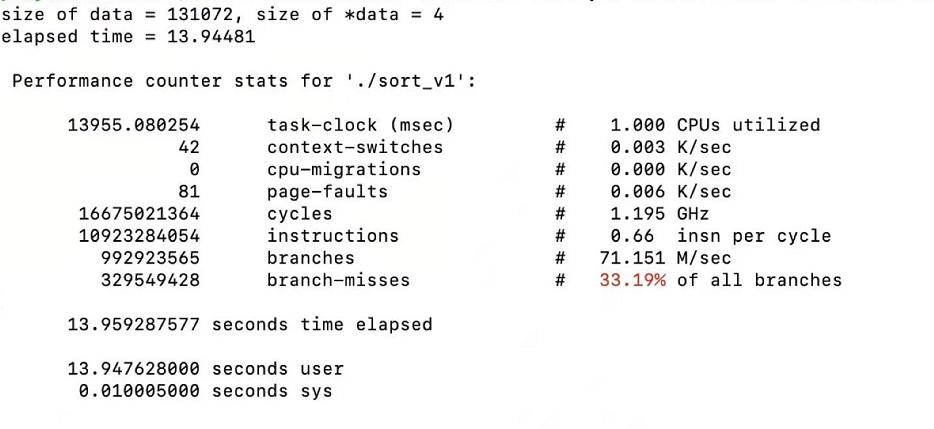 size of data = 131072, size of *data = 4
elapsed time = 13.94481
Performance counter stats for './sort_v1':
13955.080254 task-clock (msec) # 1.000 CPUs utilized
42 context-switches # 0.003 K/sec
0 cpu-migrations # 0.000 K/sec
81 page-faults # 0.006 K/sec
16675021364 cycles # 1.195 GHz
10923284054 instructions # 0.66 insn per cycle
992923565 branches # 71.151 M/sec
329549428 branch-misses # 33.19% of all branches
13.959287577 seconds time elapsed
13.947628000 seconds user
0.010005000 seconds sys